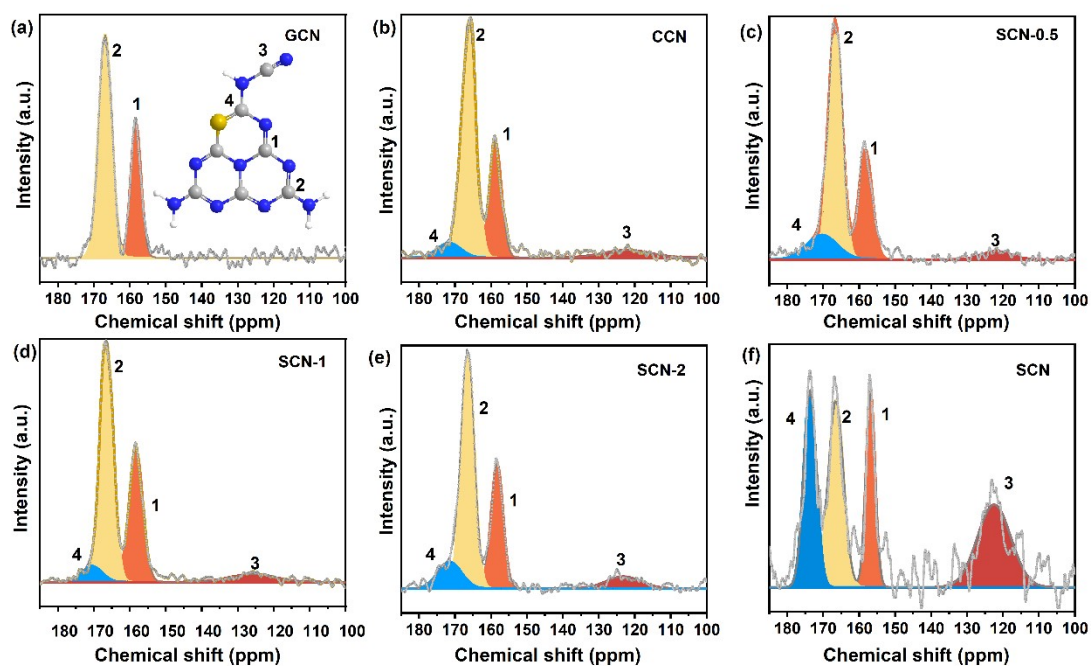 (a)
GCN
2
1
3
4
1
2
Intensity (a.u.)
180 170 160 150 140 130 120 110 100
Chemical shift (ppm)
(b)
CCN
2
1
4
3
Intensity (a.u.)
180 170 160 150 140 130 120 110 100
Chemical shift (ppm)
(c)
SCN-0.5
2
1
4
3
Intensity (a.u.)
180 170 160 150 140 130 120 110 100
Chemical shift (ppm)
(d)
SCN-1
2
1
4
3
Intensity (a.u.)
180 170 160 150 140 130 120 110 100
Chemical shift (ppm)
(e)
SCN-2
2
1
4
3
Intensity (a.u.)
180 170 160 150 140 130 120 110 100
Chemical shift (ppm)
(f)
SCN
4
2
1
3
Intensity (a.u.)
180 170 160 150 140 130 120 110 100
Chemical shift (ppm)